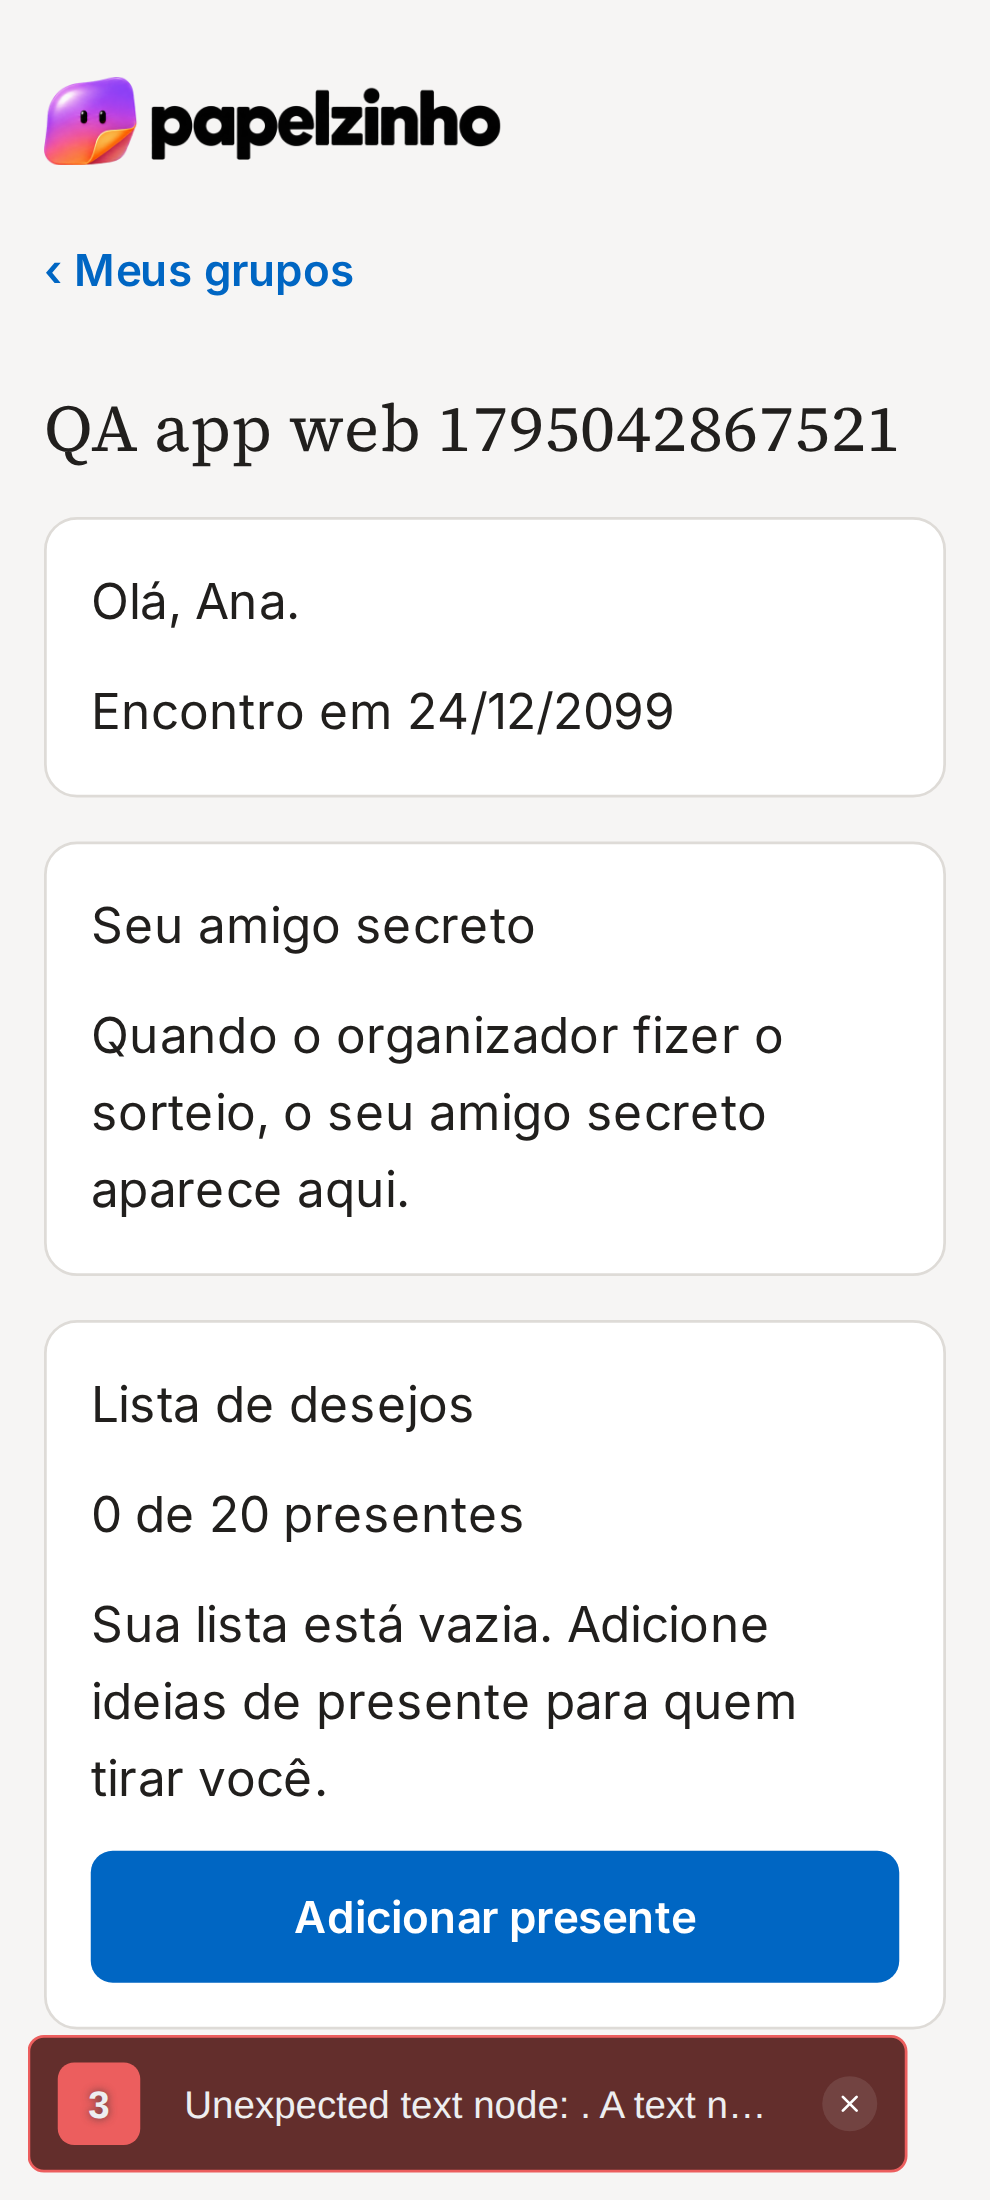 papelzinho
‹ Meus grupos
QA app web 1795042867521
Olá, Ana.
Encontro em 24/12/2099
Seu amigo secreto
Quando o organizador fizer o
sorteio, o seu amigo secreto
aparece aqui.
Lista de desejos
0 de 20 presentes
Sua lista está vazia. Adicione
ideias de presente para quem
tirar você.
Adicionar presente
3 Unexpected text node: . A text n…